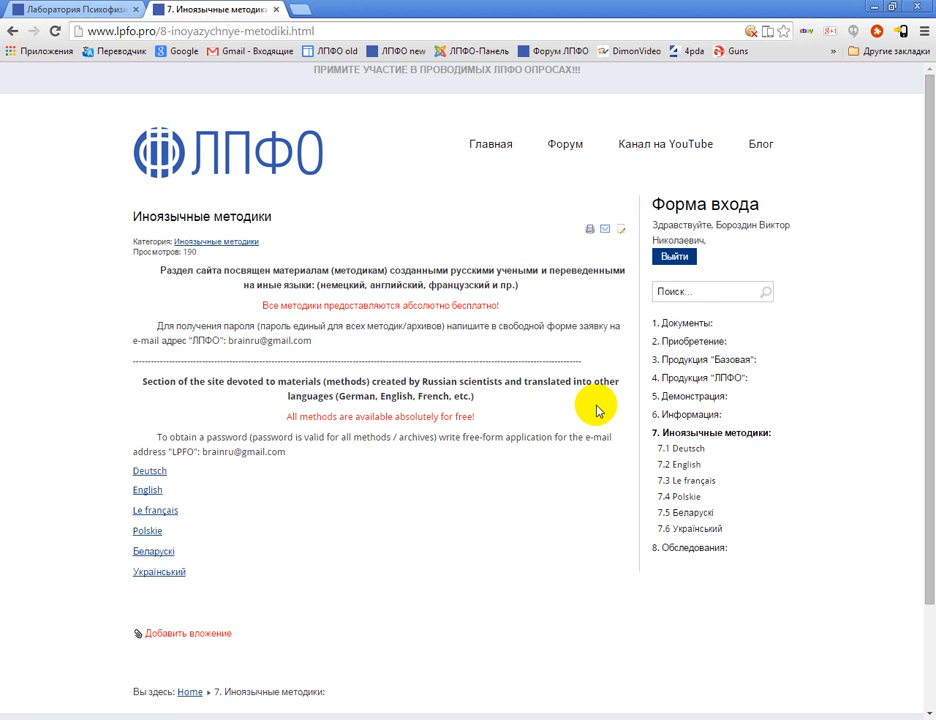 Лаборатория Психофизи
7. Иноязычные методики
www.lpfo.pro/8-inoyazychnye-metodiki.html
Приложения Переводчик Google Gmail - Входящие ЛПФО old ЛПФО new ЛПФО-Панель Форум ЛПФО DimonVideo 4pda Guns » Другие закладки
ПРИМИТЕ УЧАСТИЕ В ПРОВОДИМЫХ ЛПФО ОПРОСАХ!!!
ЛПФО
Главная Форум Канал на YouTube Блог
Иноязычные методики
Категория: Иноязычные методики
Просмотров: 190
Раздел сайта посвящен материалам (методикам) созданными русскими учеными и переведенными
на иные языки: (немецкий, английский, французский и пр.)
Все методики предоставляются абсолютно бесплатно!
Для получения пароля (пароль единый для всех методик/архивов) напишите в свободной форме заявку на
e-mail адрес "ЛПФО": brainru@gmail.com
Section of the site devoted to materials (methods) created by Russian scientists and translated into other
languages (German, English, French, etc.)
All methods are available absolutely for free!
To obtain a password (password is valid for all methods / archives) write free-form application for the e-mail
address "LPFO": brainru@gmail.com
Deutsch
English
Le français
Polskie
Беларускі
Український
Добавить вложение
Вы здесь: Home 7. Иноязычные методики:
Форма входа
Здравствуйте, Бороздин Виктор
Николаевич,
Выйти
Поиск...
1. Документы:
2. Приобретение:
3. Продукция "Базовая":
4. Продукция "ЛПФО":
5. Демонстрация:
6. Информация:
7. Иноязычные методики:
7.1 Deutsch
7.2 English
7.3 Le français
7.4 Polskie
7.5 Беларускі
7.6 Український
8. Обследования: